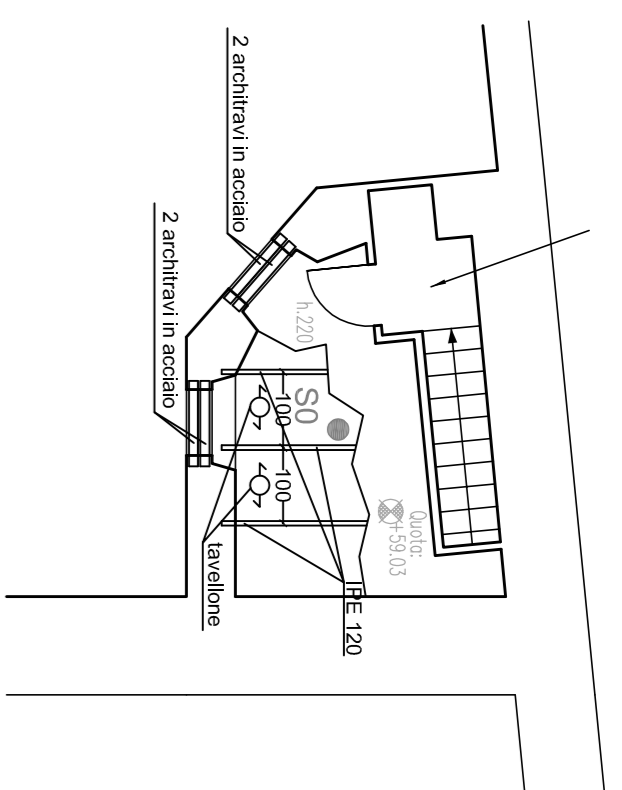 2 architravi in acciaio
2 architravi in acciaio
h.220
S0
100
100
Quota:
+59.03
tavellone
IPE 120